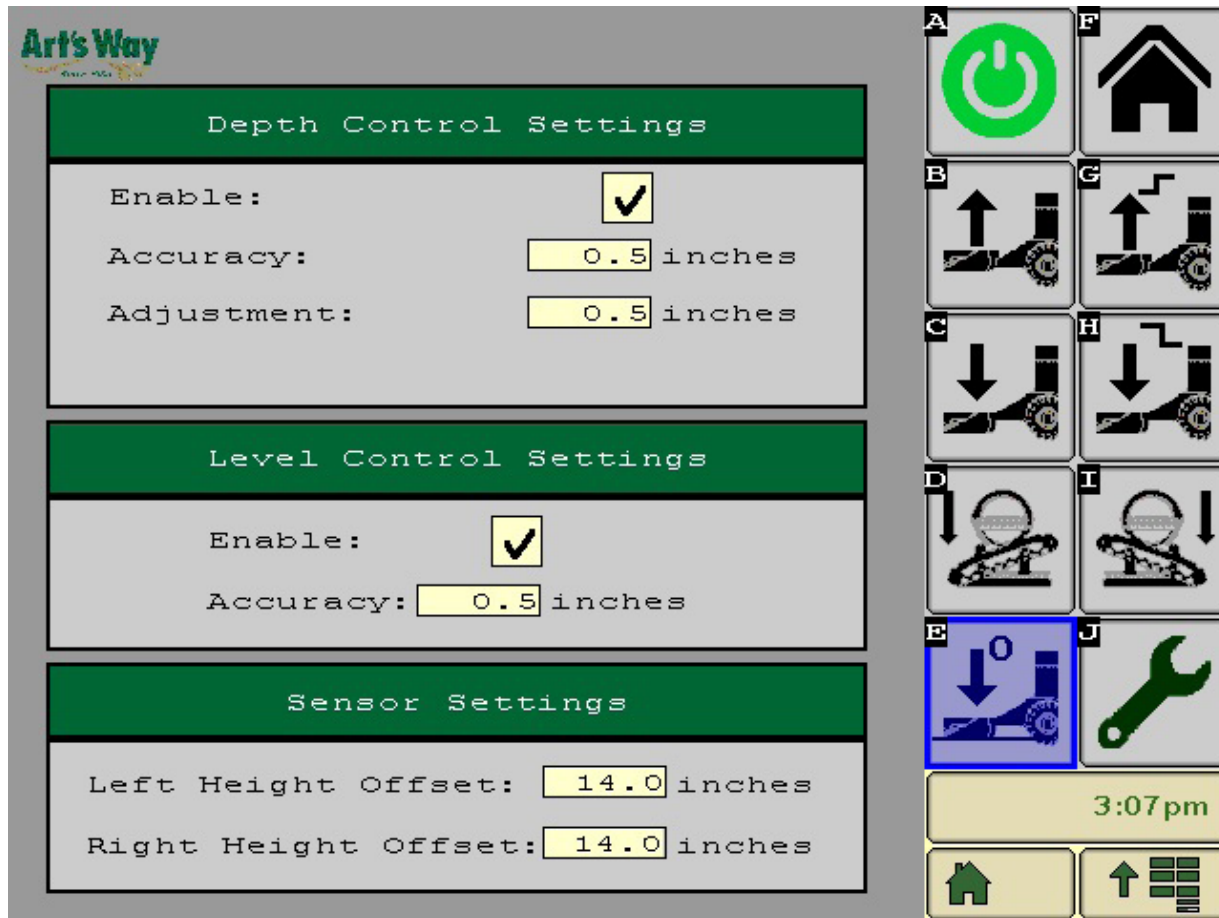 Art's Way
Depth Control Settings
Enable:
Accuracy: 0.5 inches
Adjustment: 0.5 inches
Level Control Settings
Enable:
Accuracy: 0.5 inches
Sensor Settings
Left Height Offset: 14.0 inches
Right Height Offset: 14.0 inches
A
F
B
G
C
H
D
I
E
0
J
3:07pm